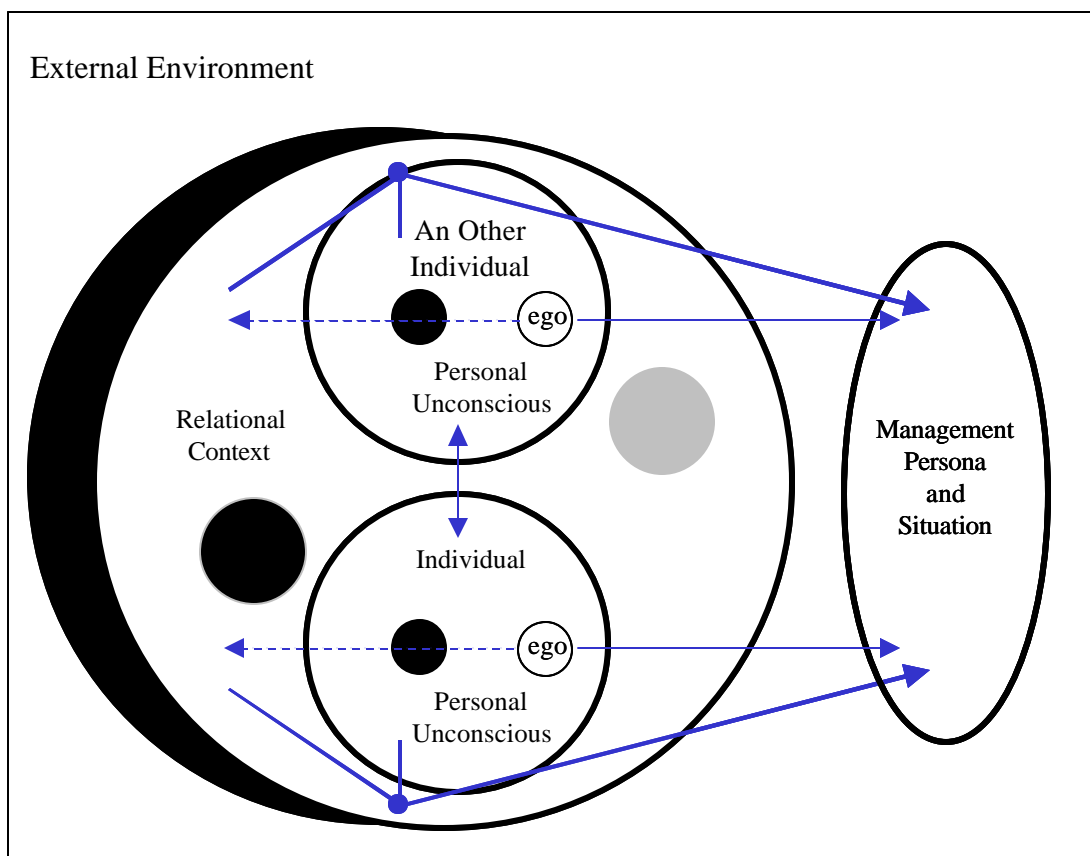 External Environment
An Other
Individual
ego
Personal
Unconscious
Relational
Context
Management
Persona
and
Situation
Individual
ego
Personal
Unconscious